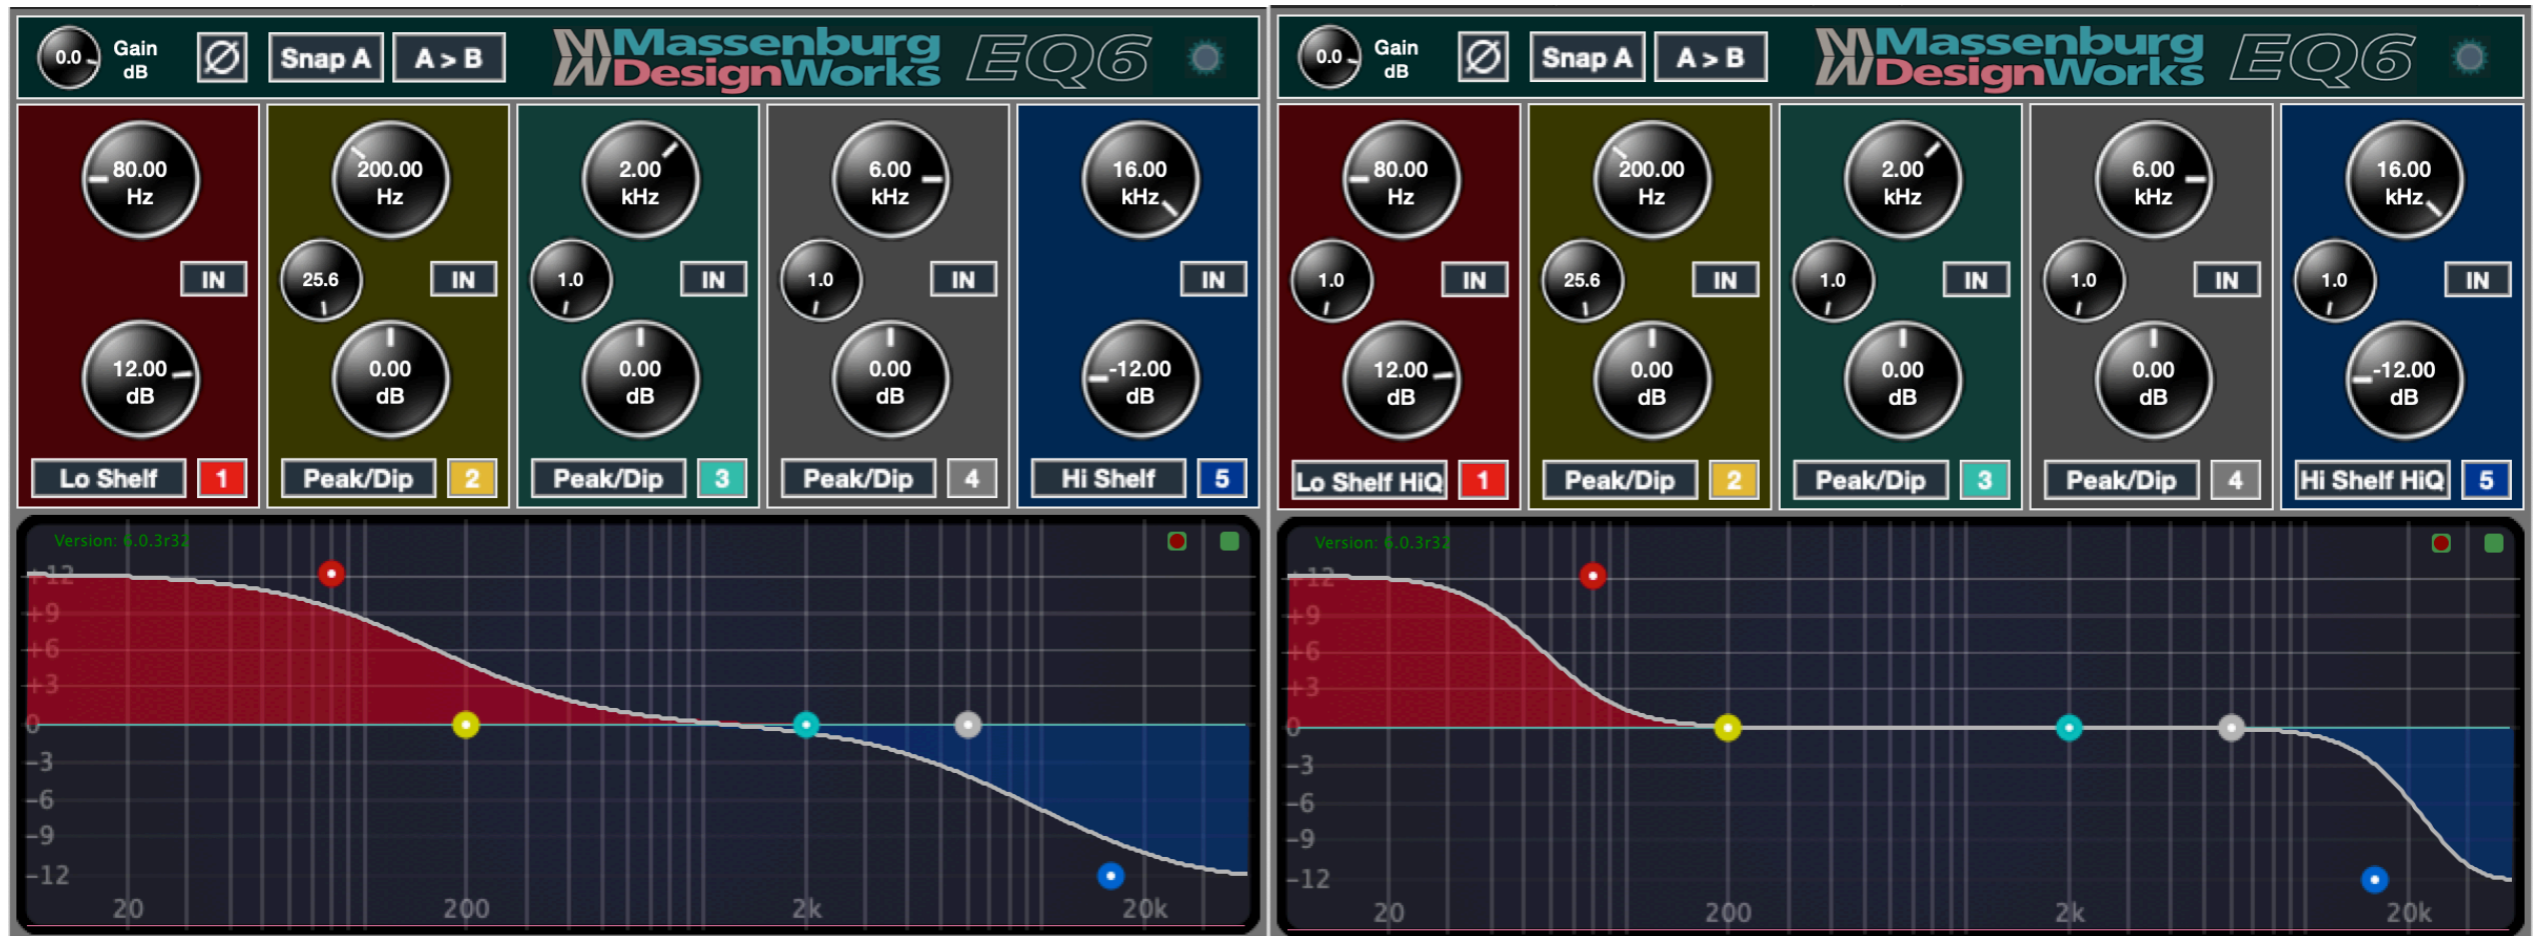 0.0
Gain
dB
Ø
Snap A
A > B
Massenburg
DesignWorks
EQ6
80.00
Hz
200.00
Hz
2.00
kHz
6.00
kHz
16.00
kHz
IN
25.6
IN
1.0
IN
1.0
IN
IN
12.00
dB
0.00
dB
0.00
dB
0.00
dB
-12.00
dB
Lo Shelf
1
Peak/Dip
2
Peak/Dip
3
Peak/Dip
4
Hi Shelf
5
Version: 6.0.3r32
+12
+9
+6
+3
0
-3
-6
-9
-12
20
200
2k
20k
0.0
Gain
dB
Ø
Snap A
A > B
Massenburg
DesignWorks
EQ6
80.00
Hz
200.00
Hz
2.00
kHz
6.00
kHz
16.00
kHz
1.0
IN
25.6
IN
1.0
IN
1.0
IN
1.0
IN
12.00
dB
0.00
dB
0.00
dB
0.00
dB
-12.00
dB
Lo Shelf HiQ
1
Peak/Dip
2
Peak/Dip
3
Peak/Dip
4
Hi Shelf HiQ
5
Version: 6.0.3r32
+12
+9
+6
+3
0
-3
-6
-9
-12
20
200
2k
20k